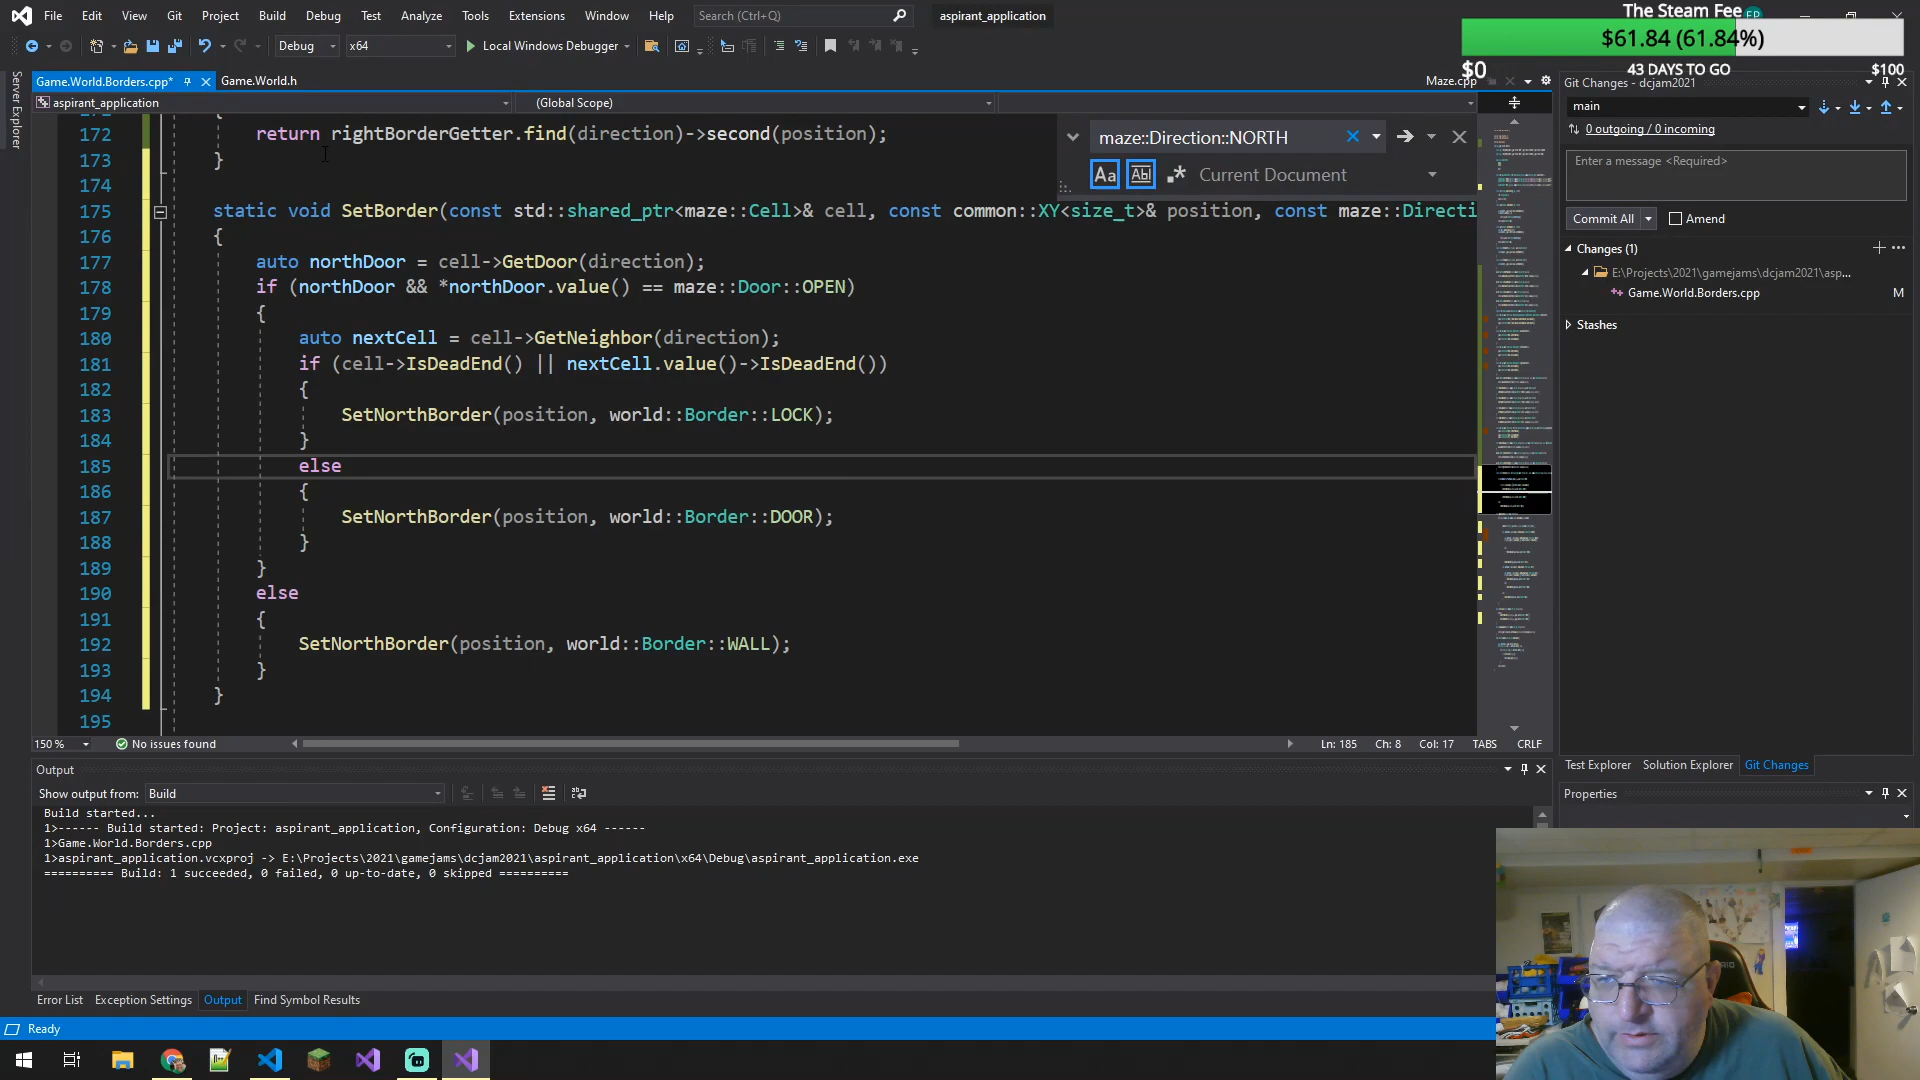 File Edit View Git Project Build Debug Test Analyze Tools Extensions Window Help Search (Ctrl+Q) aspirant_application
The Steam Fee
$61.84 (61.84%)
$0 43 DAYS TO GO $100
Debug x64 Local Windows Debugger
Server Explorer
Game.World.Borders.cpp* Game.World.h Maze.cpp
aspirant_application (Global Scope)
maze::Direction::NORTH
Aa Abl Current Document
{
172 return rightBorderGetter.find(direction)->second(position);
173 }
174
175 static void SetBorder(const std::shared_ptr<maze::Cell>& cell, const common::XY<size_t>& position, const maze::Directi
176 {
177 auto northDoor = cell->GetDoor(direction);
178 if (northDoor && *northDoor.value() == maze::Door::OPEN)
179 {
180 auto nextCell = cell->GetNeighbor(direction);
181 if (cell->IsDeadEnd() || nextCell.value()->IsDeadEnd())
182 {
183 SetNorthBorder(position, world::Border::LOCK);
184 }
185 else
186 {
187 SetNorthBorder(position, world::Border::DOOR);
188 }
189 }
190 else
191 {
192 SetNorthBorder(position, world::Border::WALL);
193 }
194 }
195
150 % No issues found Ln: 185 Ch: 8 Col: 17 TABS CRLF
Git Changes - dcjam2021
main
0 outgoing / 0 incoming
Enter a message <Required>
Commit All Amend
Changes (1)
E:\Projects\2021\gamejams\dcjam2021\asp...
Game.World.Borders.cpp M
Stashes
Test Explorer Solution Explorer Git Changes
Properties
Output
Show output from: Build
Build started...
1>------ Build started: Project: aspirant_application, Configuration: Debug x64 ------
1>Game.World.Borders.cpp
1>aspirant_application.vcxproj -> E:\Projects\2021\gamejams\dcjam2021\aspirant_application\x64\Debug\aspirant_application.exe
========== Build: 1 succeeded, 0 failed, 0 up-to-date, 0 skipped ==========
Error List Exception Settings Output Find Symbol Results
Ready